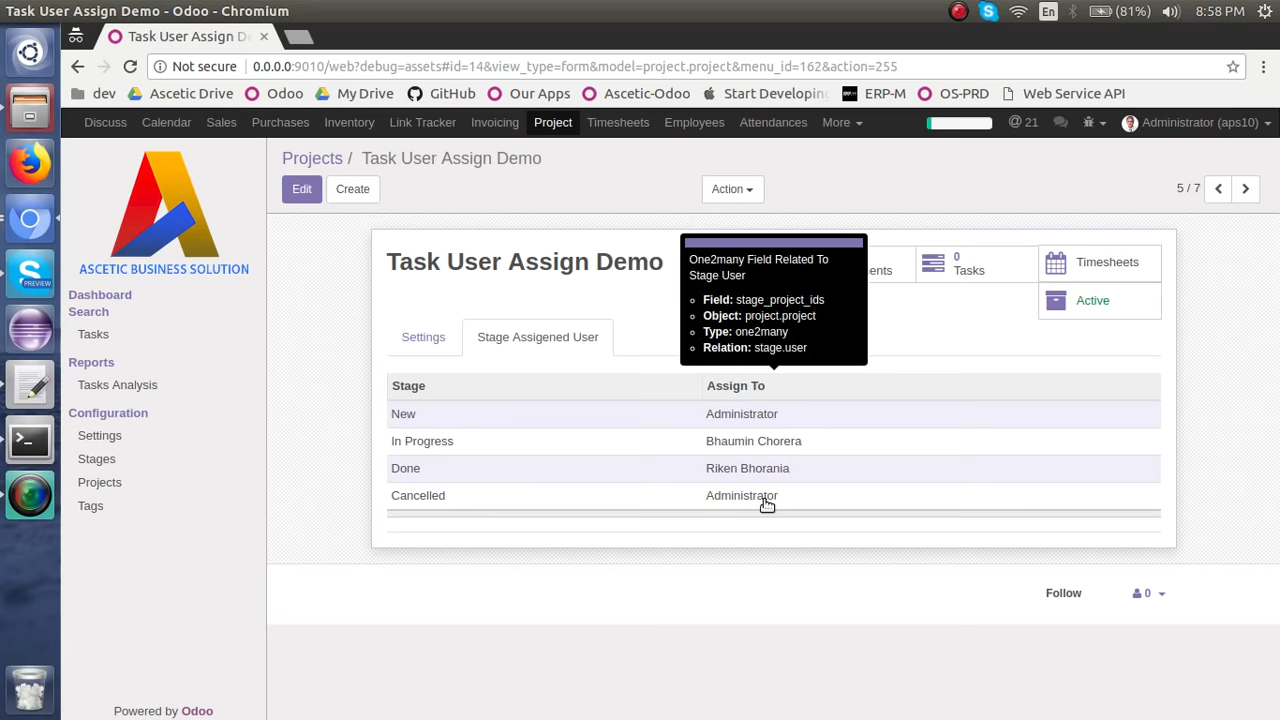 Task User Assign Demo - Odoo - Chromium
En
(81%)
8:58 PM
Task User Assign D
Not secure
0.0.0.0:9010/web?debug=assets#id=14&view_type=form&model=project.project&menu_id=162&action=255
dev
Ascetic Drive
Odoo
My Drive
GitHub
Our Apps
Ascetic-Odoo
Start Developin
ERP-M
OS-PRD
Web Service API
Discuss
Calendar
Sales
Purchases
Inventory
Link Tracker
Invoicing
Project
Timesheets
Employees
Attendances
More
@ 21
Administrator (aps10)
ASCETIC BUSINESS SOLUTION
Dashboard
Search
Tasks
Reports
Tasks Analysis
Configuration
Settings
Stages
Projects
Tags
Powered by Odoo
Projects / Task User Assign Demo
Edit
Create
Action
5 / 7
Task User Assign Demo
ents
0
Tasks
Timesheets
Active
One2many Field Related To
Stage User
Field: stage_project_ids
Object: project.project
Type: one2many
Relation: stage.user
Settings
Stage Assigened User
Stage
Assign To
New
Administrator
In Progress
Bhaumin Chorera
Done
Riken Bhorania
Cancelled
Administrator
Follow
0